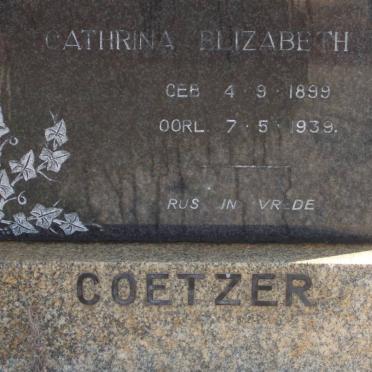 CATHRINA ELIZABETH
GEB 4·9·1899
OORL. 7·5·1939.
RUS IN VREDE
COETZER